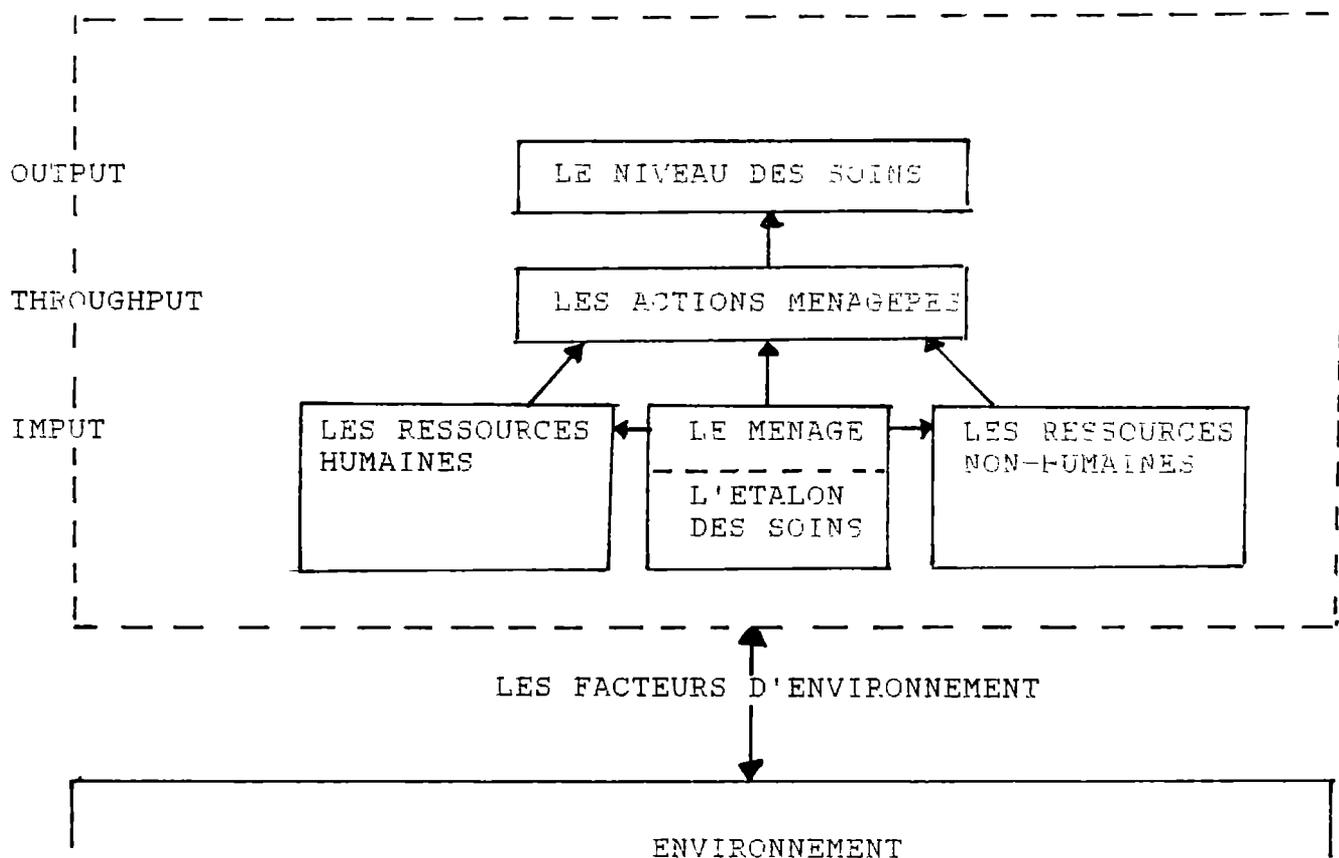 OUTPUT
LE NIVEAU DES SOINS
THROUGHPUT
LES ACTIONS MENAGEPES
IMPUT
LES RESSOURCES
HUMAINES
LE MENAGE
L'ETALON
DES SOINS
LES RESSOURCES
NON-HUMAINES
LES FACTEURS D'ENVIRONNEMENT
ENVIRONNEMENT